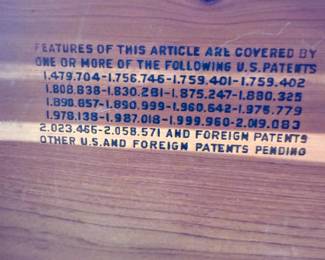 FEATURES OF THIS ARTICLE ARE COVERED BY
ONE OR MORE OF THE FOLLOWING U.S. PATENTS
1.479.704-1.756.746-1.759.401-1.759.402
1.808.838-1.830.281-1.875.247-1.880.325
1.890.857-1.890.999-1.960.642-1.976.779
1.978.138-1.987.018-1.999.960-2.019.083
2.023.466-2.058.571 AND FOREIGN PATENTS
OTHER U.S. AND FOREIGN PATENTS PENDING